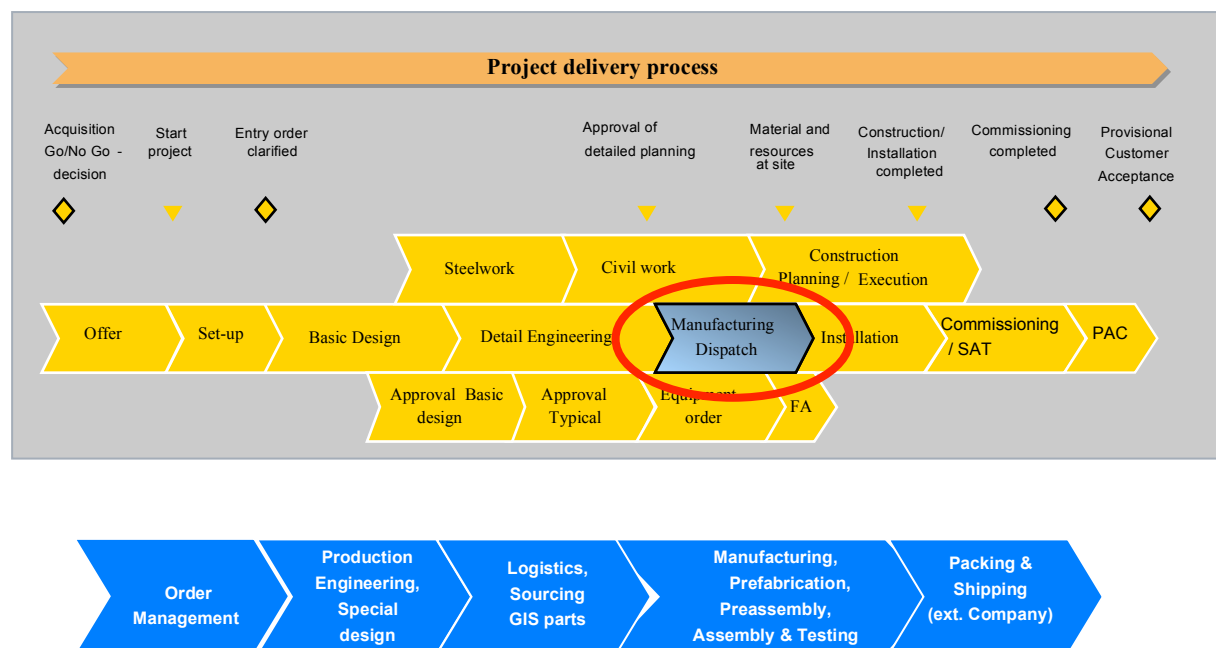 Project delivery process
Acquisition
Go/No Go -
decision
Start
project
Entry order
clarified
Approval of
detailed planning
Material and
resources
at site
Construction/
Installation
completed
Commissioning
completed
Provisional
Customer
Acceptance
Steelwork
Civil work
Construction
Planning / Execution
Offer
Set-up
Basic Design
Detail Engineering
Manufacturing
Dispatch
Installation
Commissioning
/ SAT
PAC
Approval Basic
design
Approval
Typical
Equipment
order
FA
Order
Management
Production
Engineering,
Special
design
Logistics,
Sourcing
GIS parts
Manufacturing,
Prefabrication,
Preassembly,
Assembly & Testing
Packing &
Shipping
(ext. Company)